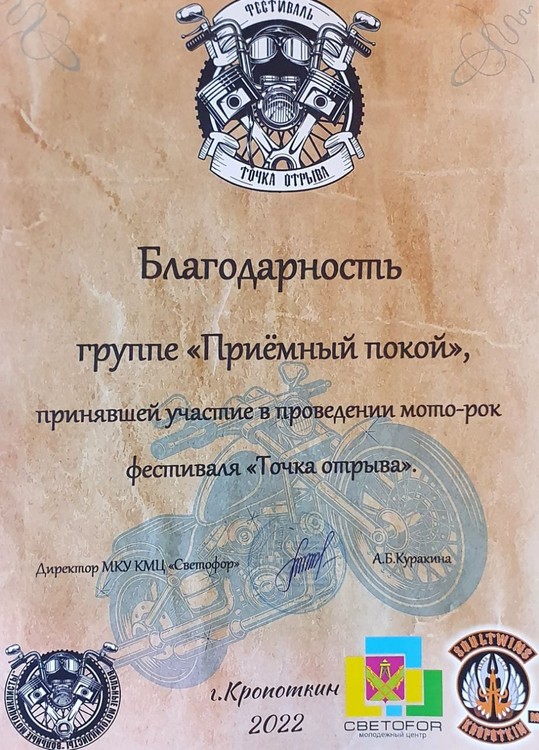 ФЕСТИВАЛЬ
ТОЧКА ОТРЫВА
Благодарность
группе «Приёмный покой»,
принявшей участие в проведении мото-рок
фестиваля «Точка отрыва».
Директор МКУ КМЦ «Светофор»
А.Б.Куракина
г.Кропоткин
2022
СВЕТОFOR
молодежный центр
SOULTWINS
KROPOTKIN